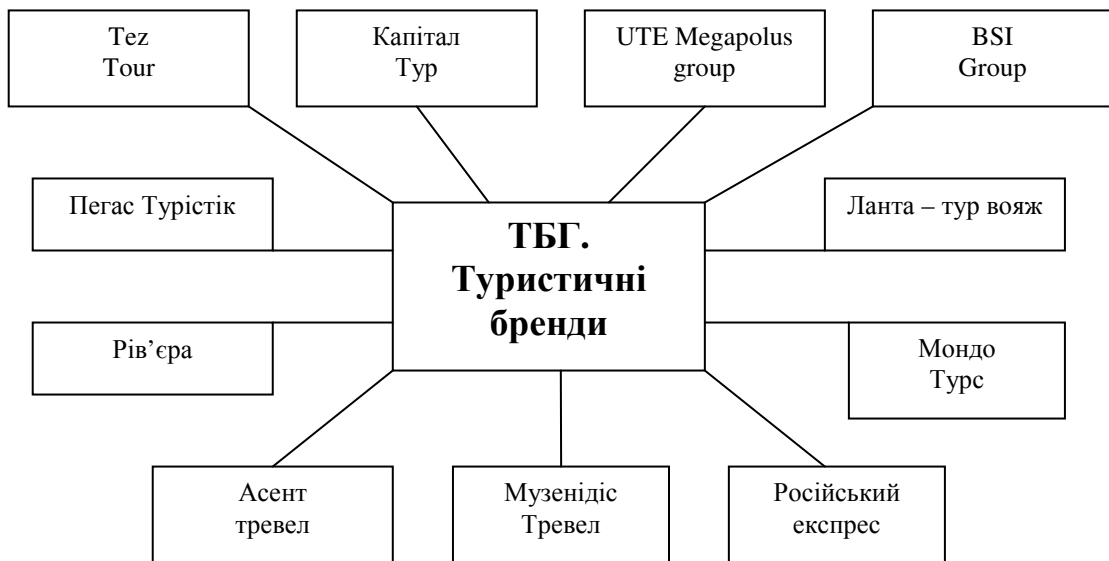 Tez
Tour
Капітал
Тур
UTE Megapolus
group
BSI
Group
Пегас Турістік
Ланта – тур вояж
ТБГ.
Туристичні
бренди
Рів’єра
Мондо
Турс
Асент
тревел
Музенідіс
Тревел
Російський
експрес